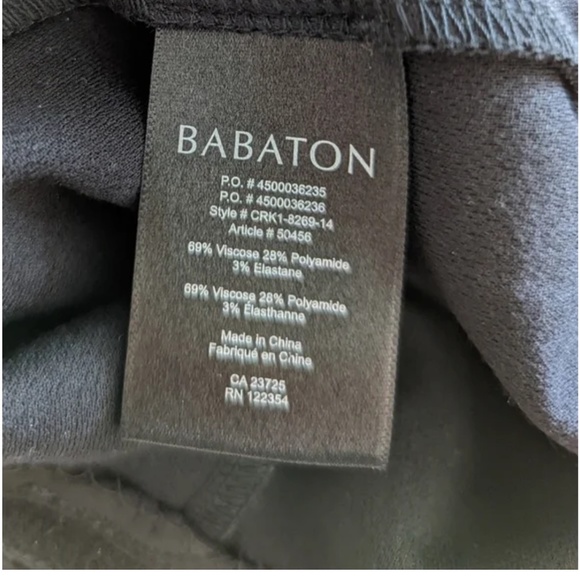 BABATON
P.O. # 4500036235
P.O. # 4500036236
Style # CRK1-8269-14
Article # 50456
69% Viscose 28% Polyamide
3% Elastane
69% Viscose 28% Polyamide
3% Élasthanne
Made in China
Fabriqué en Chine
CA 23725
RN 122354